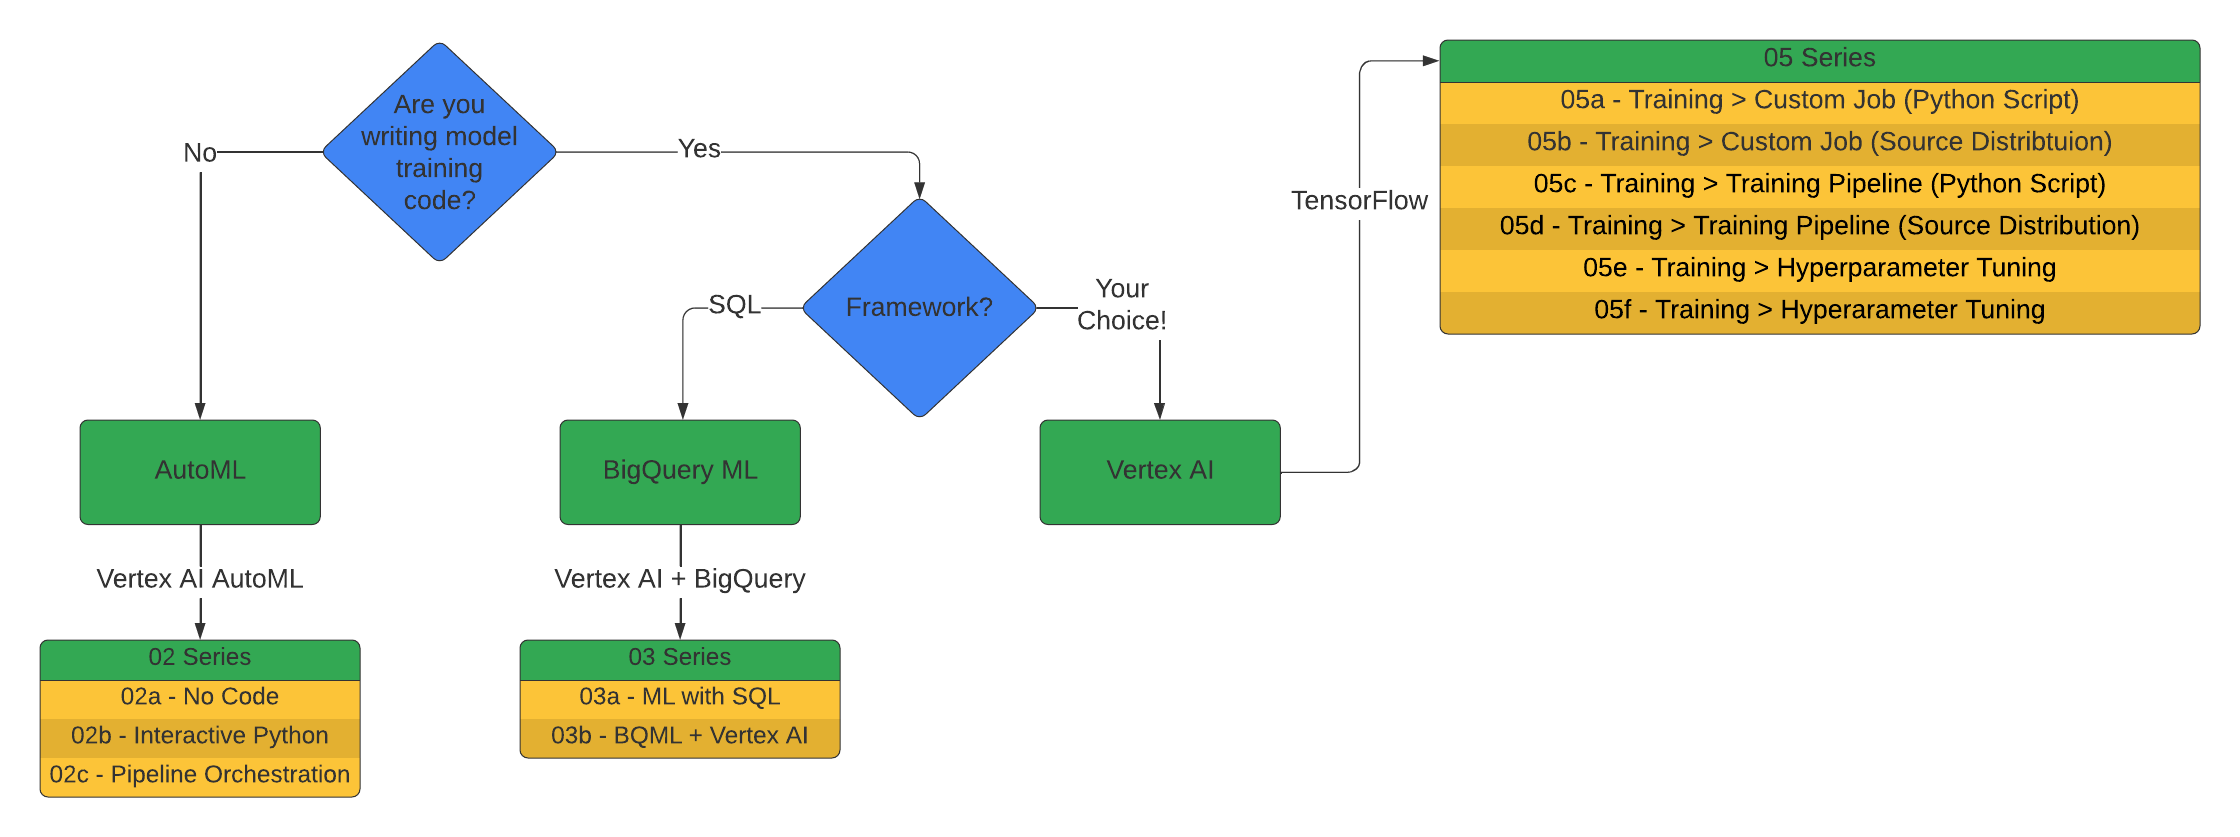 Are you
writing model
training
code?
No
Yes
Framework?
SQL
Your
Choice!
AutoML
BigQuery ML
Vertex AI
TensorFlow
Vertex AI AutoML
Vertex AI + BigQuery
02 Series
02a - No Code
02b - Interactive Python
02c - Pipeline Orchestration
03 Series
03a - ML with SQL
03b - BQML + Vertex AI
05 Series
05a - Training > Custom Job (Python Script)
05b - Training > Custom Job (Source Distribtuion)
05c - Training > Training Pipeline (Python Script)
05d - Training > Training Pipeline (Source Distribution)
05e - Training > Hyperparameter Tuning
05f - Training > Hyperarameter Tuning